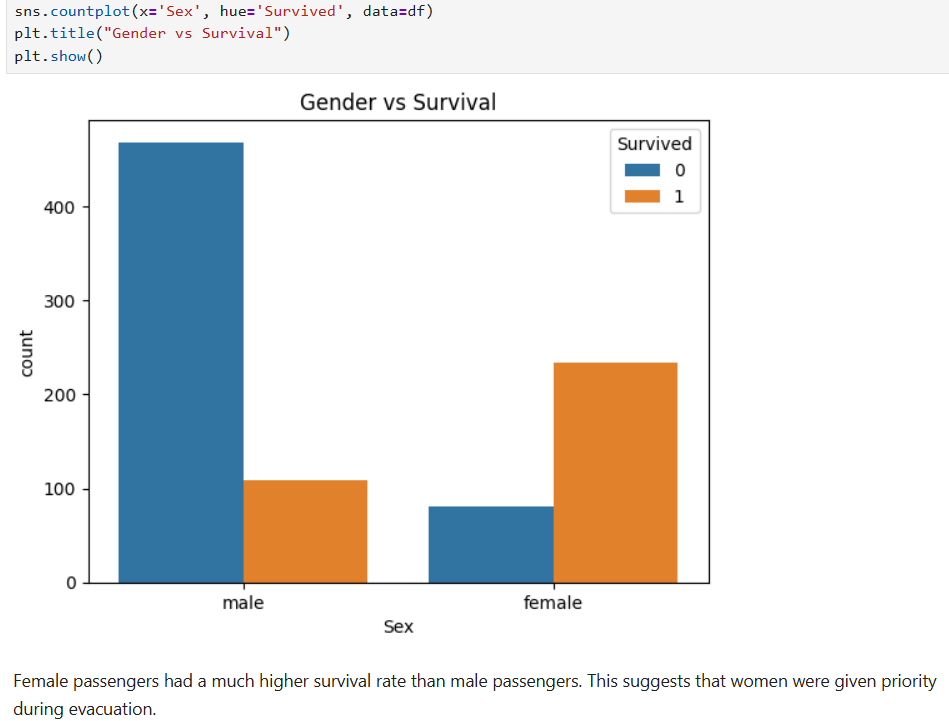 sns.countplot(x='Sex', hue='Survived', data=df)
plt.title("Gender vs Survival")
plt.show()
Gender vs Survival
Survived
0
1
400
300
200
100
0
count
male
female
Sex
Female passengers had a much higher survival rate than male passengers. This suggests that women were given priority
during evacuation.